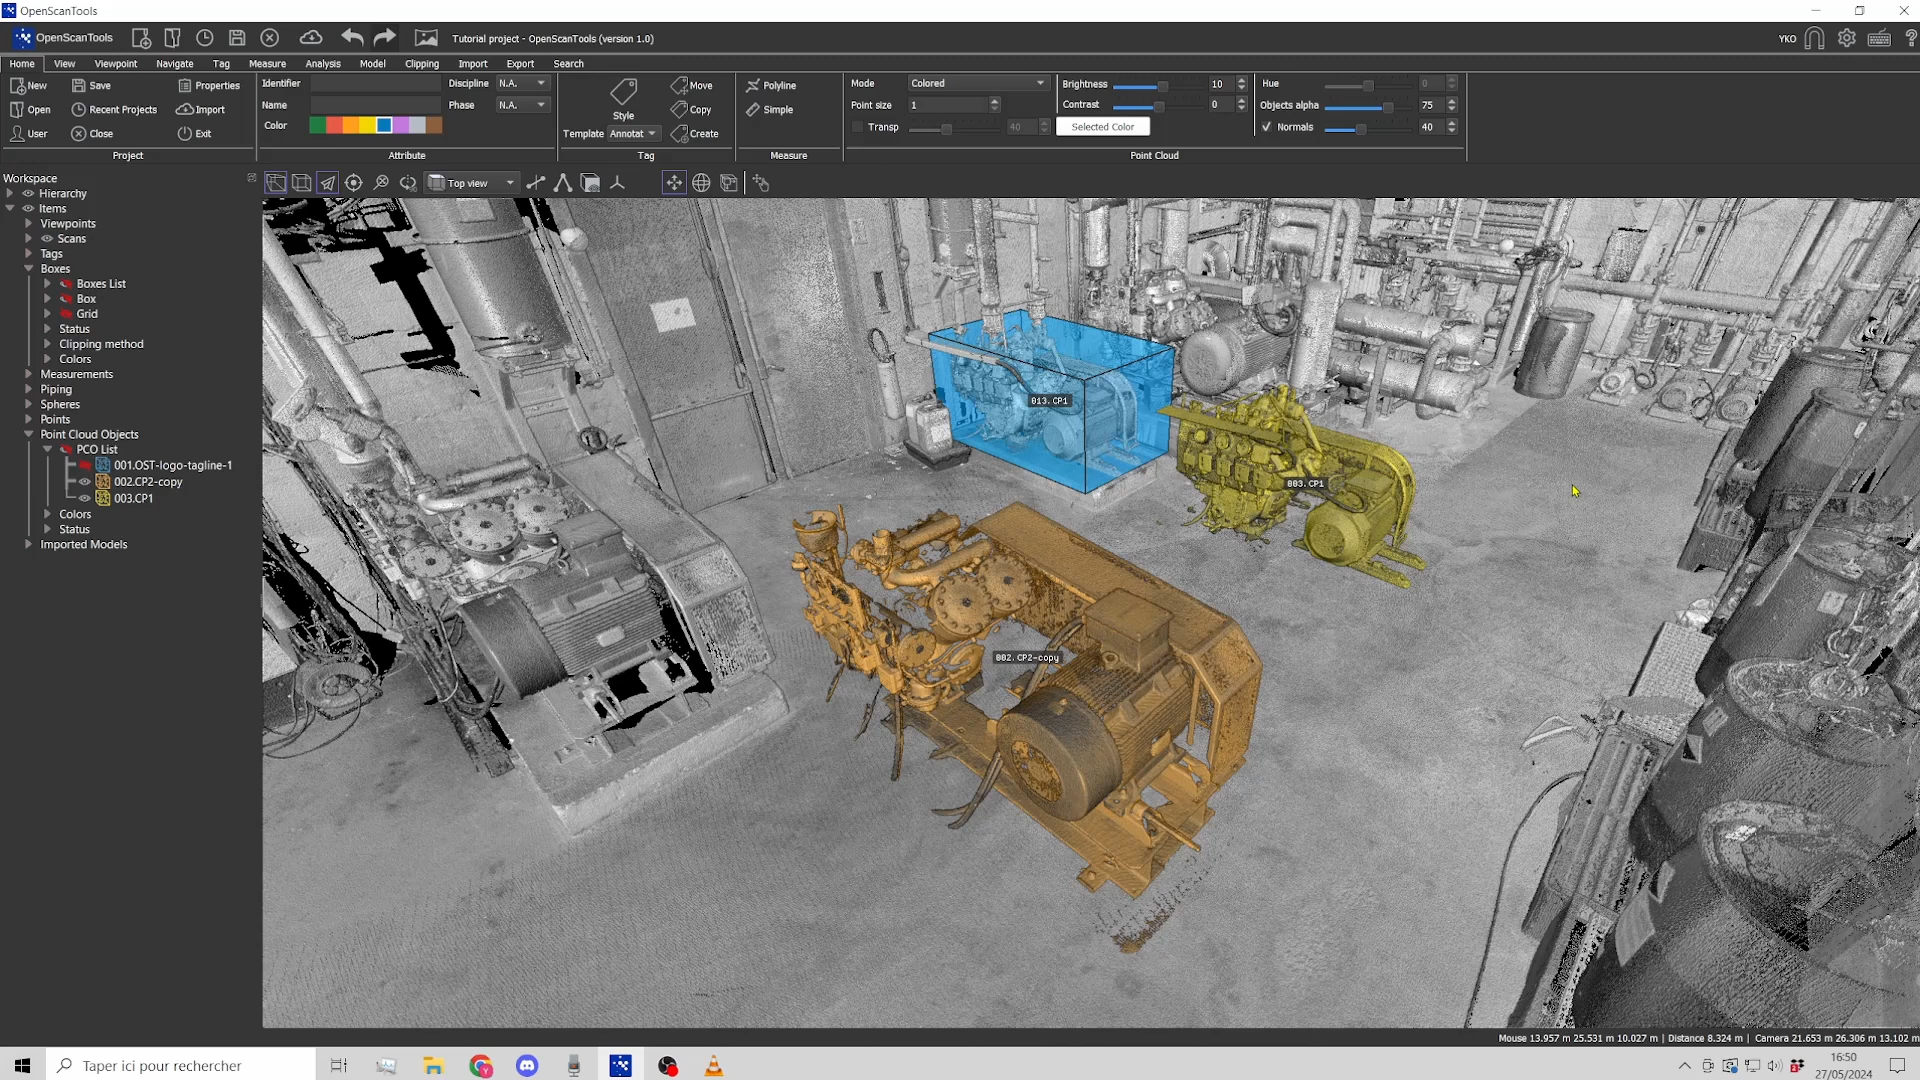 OpenScanTools
OpenScanTools
Tutorial project - OpenScanTools (version 1.0)
YKO
Home View Viewpoint Navigate Tag Measure Analysis Model Clipping Import Export Search
New Save Properties
Open Recent Projects Import
User Close Exit
Project
Identifier Discipline N.A.
Name Phase N.A.
Color
Attribute
Style
Template Annotat
Move
Copy
Create
Tag
Polyline
Simple
Measure
Mode Colored
Point size 1
Transp 40
Brightness 10
Contrast 0
Selected Color
Hue 0
Objects alpha 75
Normals 40
Point Cloud
Top view
Workspace
Hierarchy
Items
Viewpoints
Scans
Tags
Boxes
Boxes List
Box
Grid
Status
Clipping method
Colors
Measurements
Piping
Spheres
Points
Point Cloud Objects
PCO List
001.OST-logo-tagline-1
002.CP2-copy
003.CP1
Colors
Status
Imported Models
013.CP1
003.CP1
002.CP2-copy
Mouse 13.957 m 25.531 m 10.027 m | Distance 8.324 m | Camera 21.653 m 26.306 m 13.102 m
Taper ici pour rechercher
16:50
27/05/2024